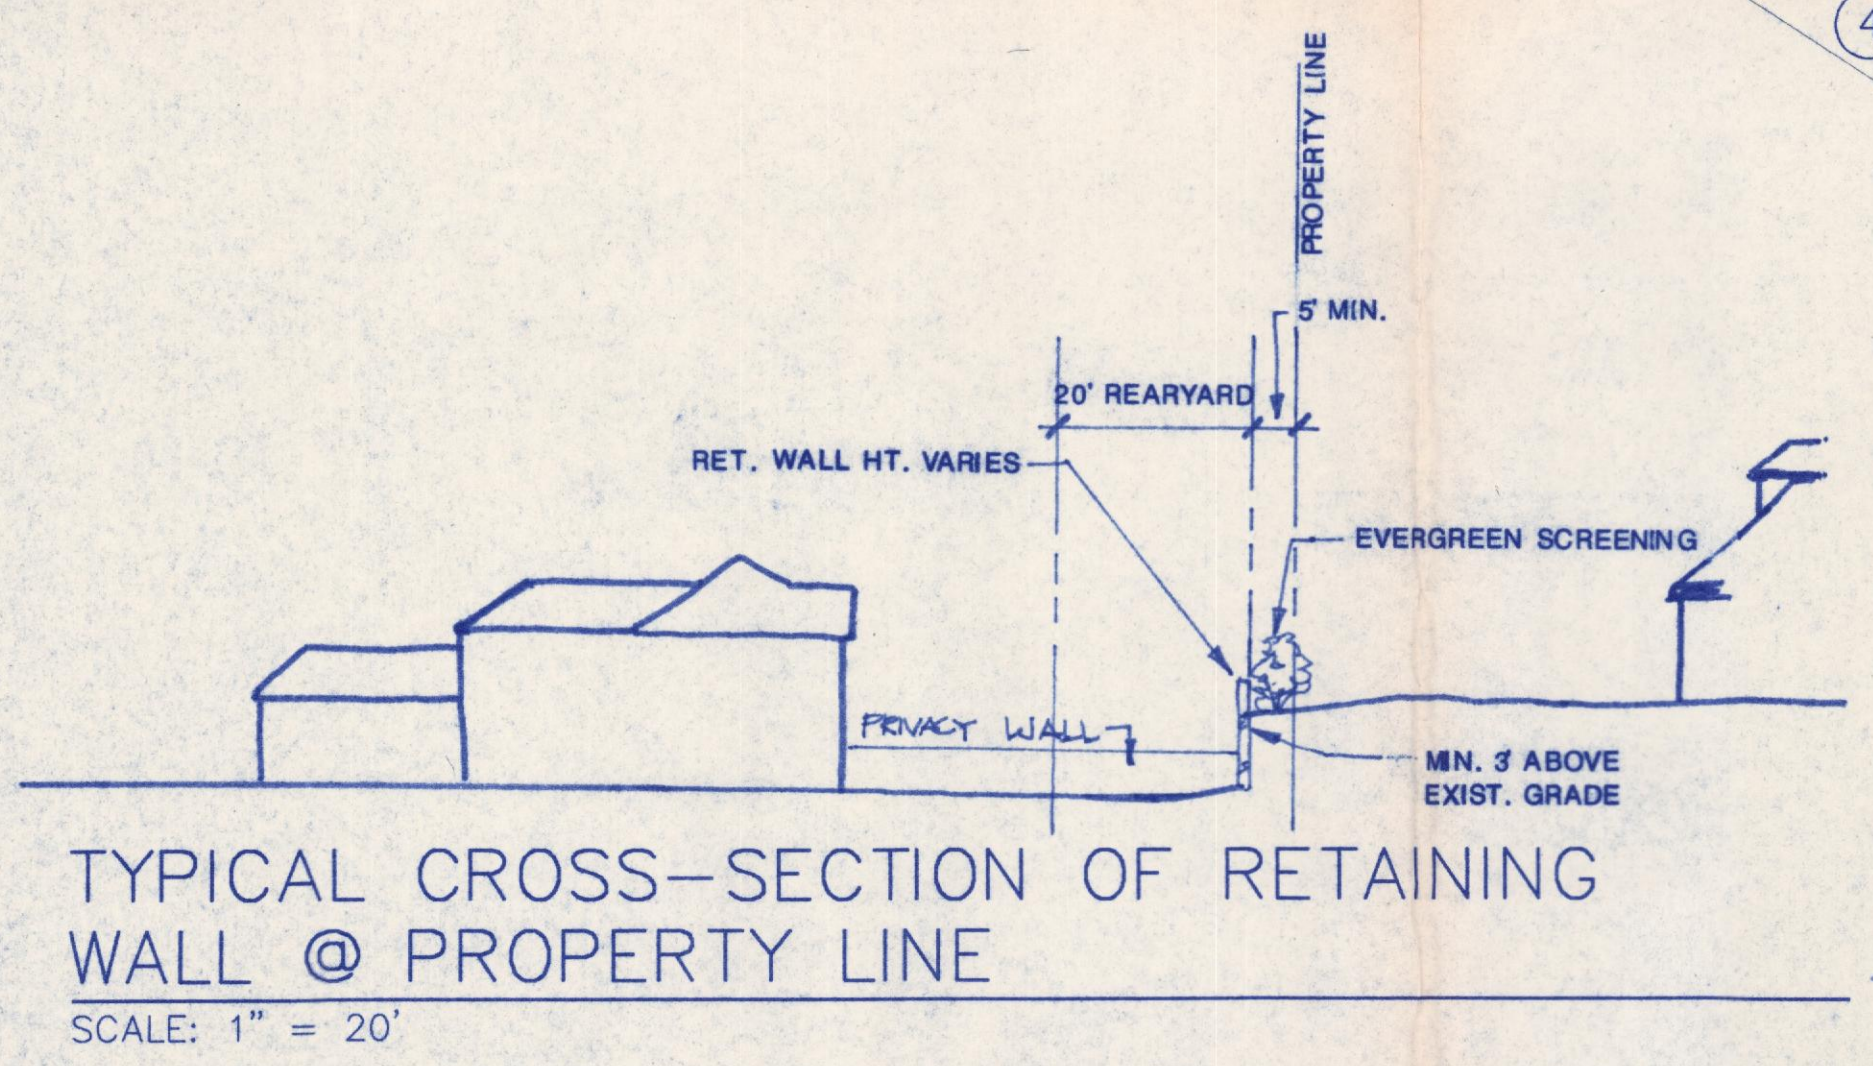 4
PROPERTY LINE
5' MIN.
20' REARYARD
RET. WALL HT. VARIES
EVERGREEN SCREENING
PRIVACY WALL
MIN. 3' ABOVE
EXIST. GRADE
TYPICAL CROSS-SECTION OF RETAINING
WALL @ PROPERTY LINE
SCALE: 1" = 20'